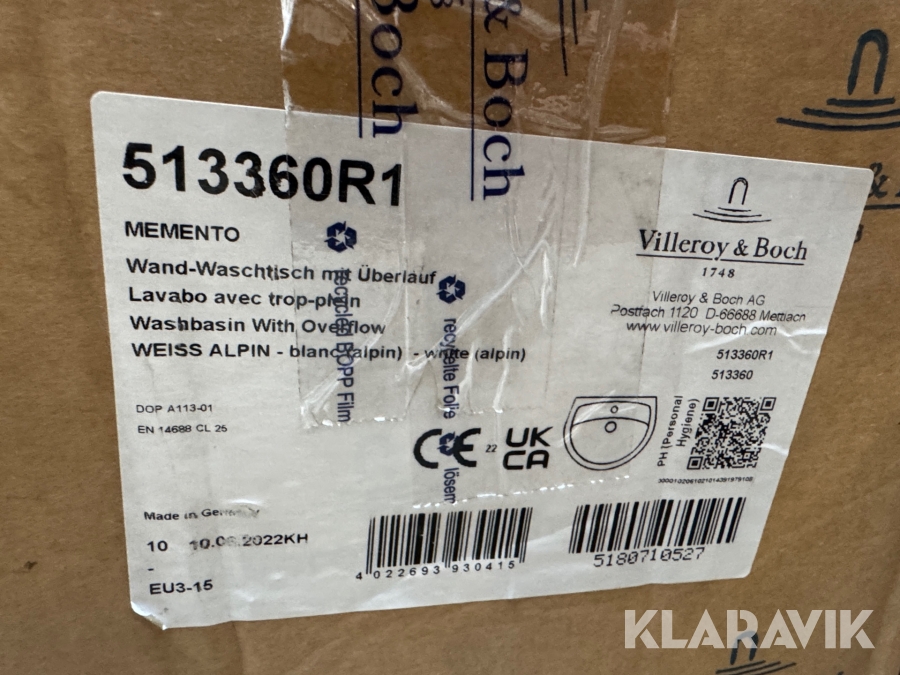 & Boch
Boch
513360R1
MEMENTO
Wand-Waschtisch mit Überlauf
Lavabo avec trop-plein
Washbasin With Overflow
WEISS ALPIN - blanc (alpin) - white (alpin)
DOP A113-01
EN 14688 CL 25
Made in Germany
10 10.06.2022KH
-
EU3-15
recycled BOPP Film
recycelte Folie
lösem
CE 22 UK CA
Villeroy & Boch
1748
Villeroy & Boch AG
Postfach 1120 D-66688 Mettlach
www.villeroy-boch.com
513360R1
513360
PH (Personal Hygiene)
4 022693 930415
5180710527
KLARAVIK